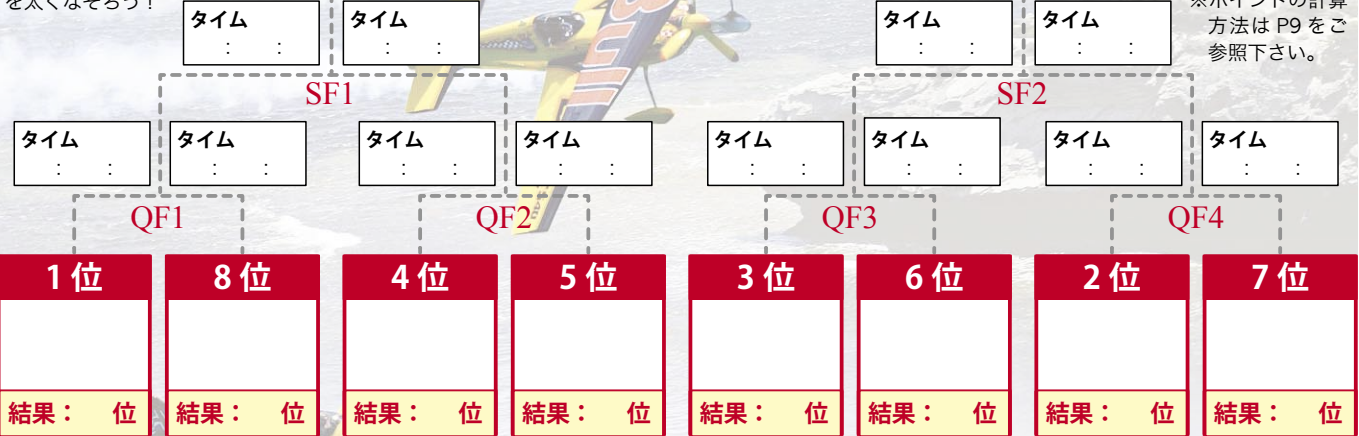 を太くなぞろう！
※ポイントの計算
方法は P9 をご
参照下さい。
タイム タイム タイム タイム
: : : : : : : :
SF1 SF2
タイム タイム タイム タイム タイム タイム タイム タイム
: : : : : : : : : : : : : : : :
QF1 QF2 QF3 QF4
1 位 8 位 4 位 5 位 3 位 6 位 2 位 7 位
結果： 位 結果： 位 結果： 位 結果： 位 結果： 位 結果： 位 結果： 位 結果： 位